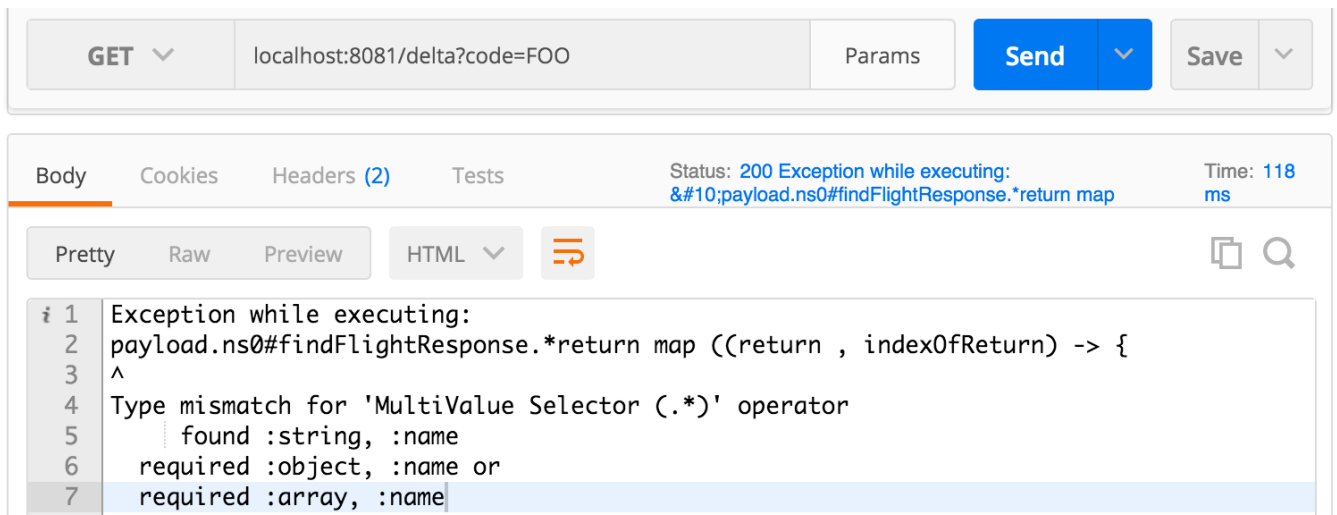 GET localhost:8081/delta?code=FOO Params Send Save
Body Cookies Headers (2) Tests Status: 200 Exception while executing: Time: 118
&#10;payload.ns0#findFlightResponse.*return map ms
Pretty Raw Preview HTML
i 1 Exception while executing:
2 payload.ns0#findFlightResponse.*return map ((return , indexOfReturn) -> {
3 ^
4 Type mismatch for 'MultiValue Selector (.*)' operator
5 found :string, :name
6 required :object, :name or
7 required :array, :name